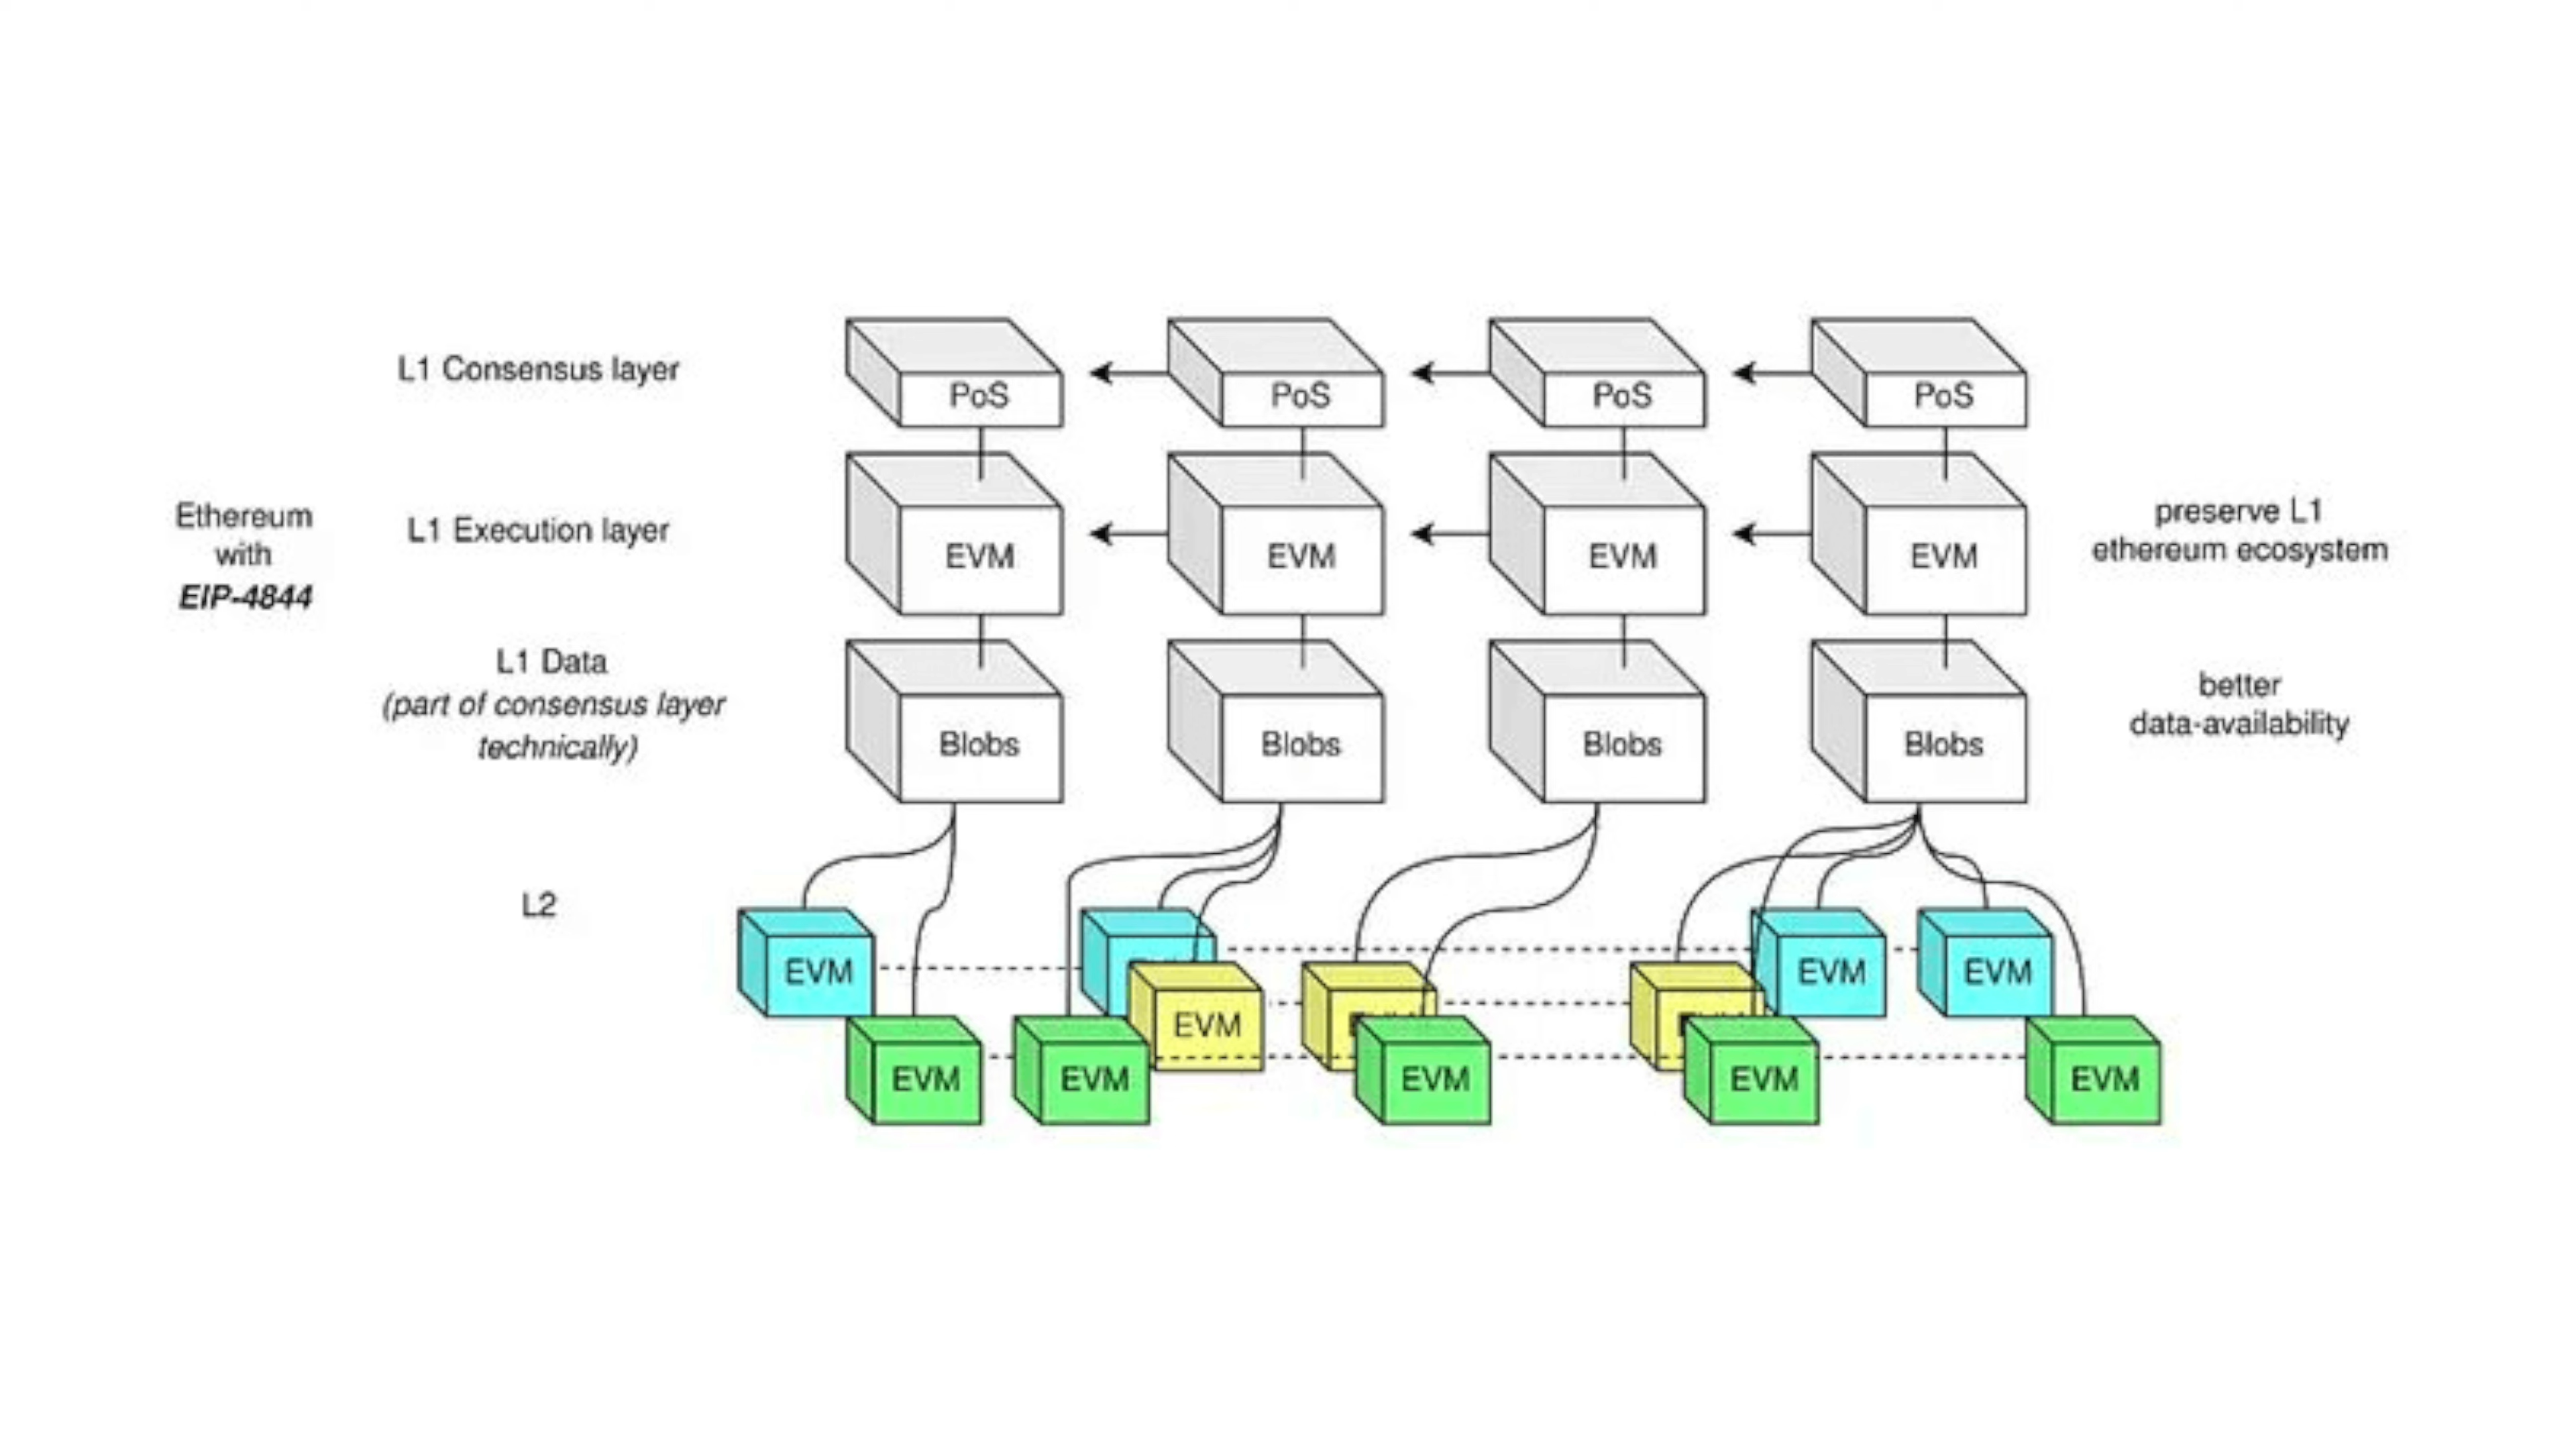 L1 Consensus layer
PoS PoS PoS PoS
Ethereum
with
EIP-4844
L1 Execution layer
EVM EVM EVM EVM
preserve L1
ethereum ecosystem
L1 Data
(part of consensus layer
technically)
Blobs Blobs Blobs Blobs
better
data-availability
L2
EVM EVM EVM
EVM
EVM EVM EVM EVM EVM